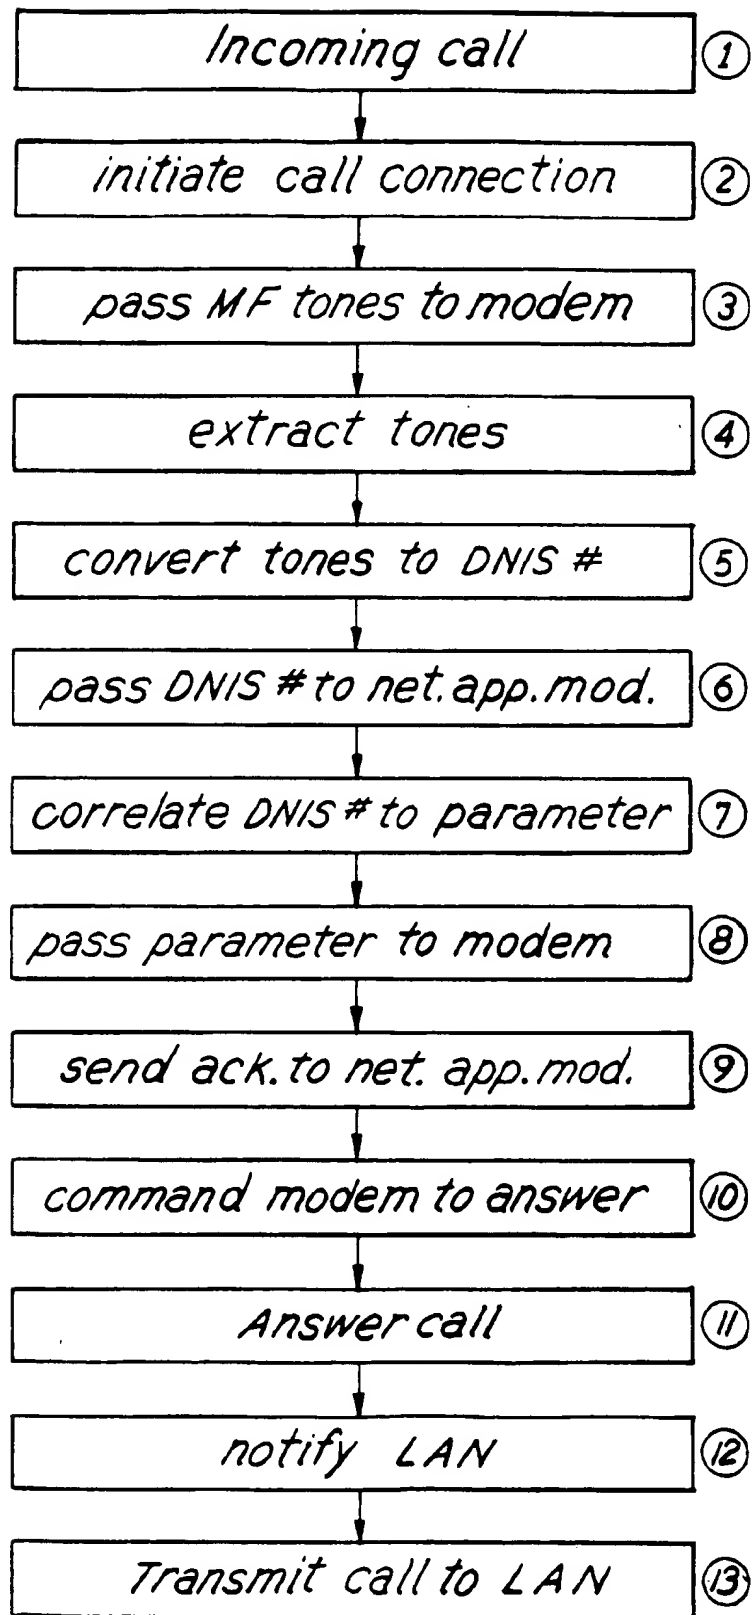 Incoming call ①
initiate call connection ②
pass MF tones to modem ③
extract tones ④
convert tones to DNIS # ⑤
pass DNIS # to net. app. mod. ⑥
correlate DNIS # to parameter ⑦
pass parameter to modem ⑧
send ack. to net. app. mod. ⑨
command modem to answer ⑩
Answer call ⑪
notify LAN ⑫
Transmit call to LAN ⑬